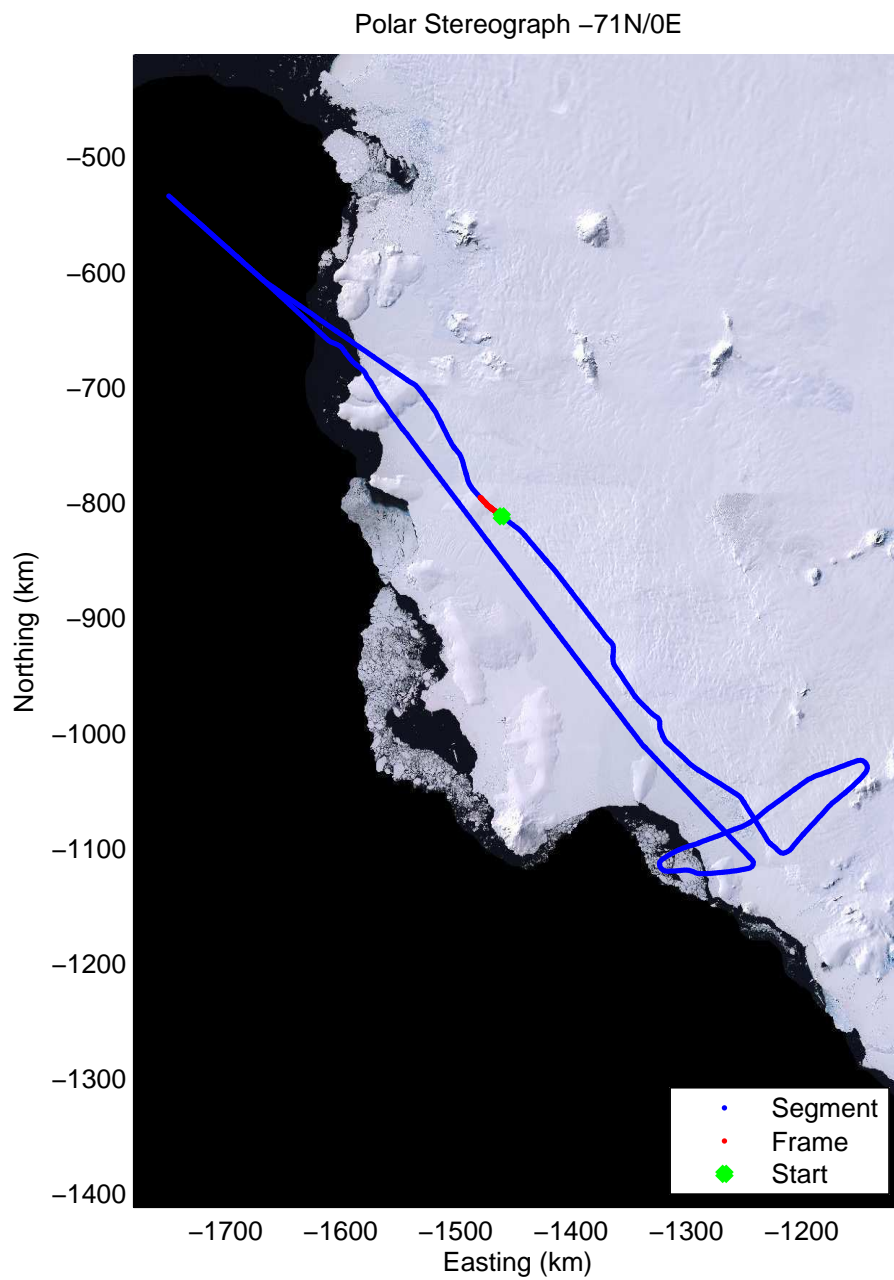 Polar Stereograph −71N/0E
−500
−600
−700
−800
−900
−1000
−1100
−1200
−1300
−1400
Northing (km)
Segment
Frame
Start
−1700 −1600 −1500 −1400 −1300 −1200
Easting (km)